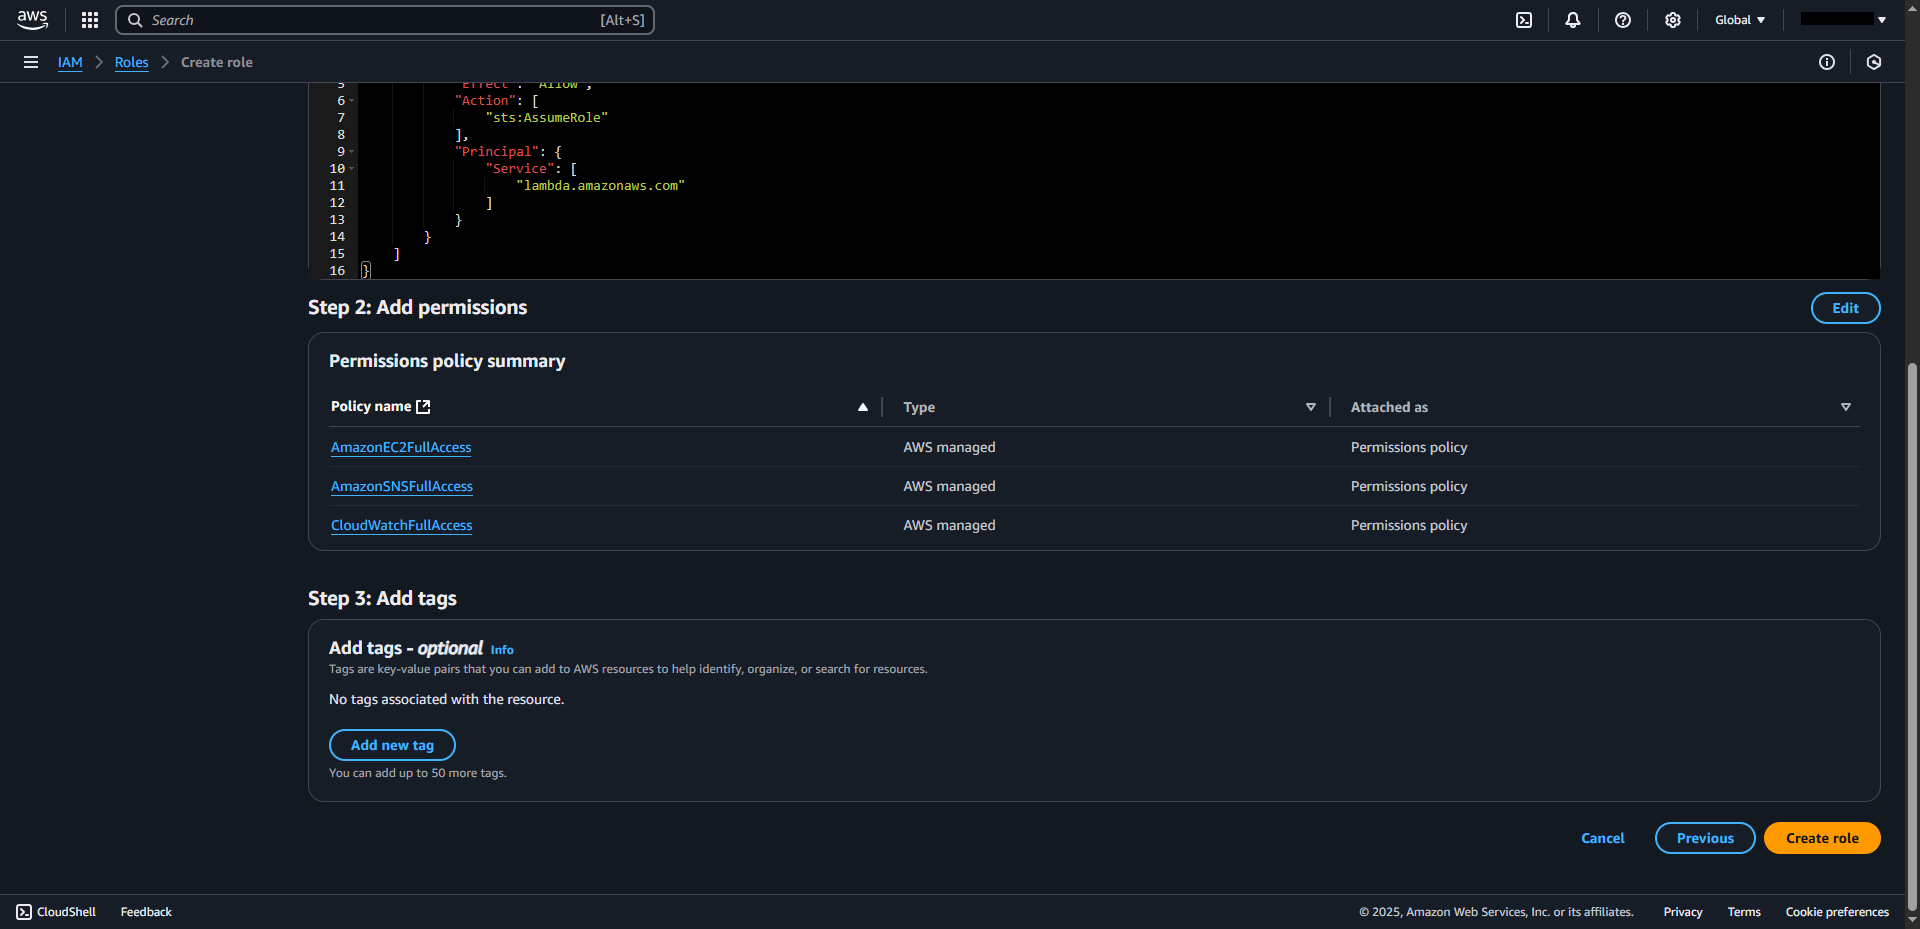 aws
Search [Alt+S]
Global
IAM > Roles > Create role
5 "Effect": "Allow",
6 "Action": [
7 "sts:AssumeRole"
8 ],
9 "Principal": {
10 "Service": [
11 "lambda.amazonaws.com"
12 ]
13 }
14 }
15 ]
16 }
Step 2: Add permissions
Edit
Permissions policy summary
Policy name Type Attached as
AmazonEC2FullAccess AWS managed Permissions policy
AmazonSNSFullAccess AWS managed Permissions policy
CloudWatchFullAccess AWS managed Permissions policy
Step 3: Add tags
Add tags - optional Info
Tags are key-value pairs that you can add to AWS resources to help identify, organize, or search for resources.
No tags associated with the resource.
Add new tag
You can add up to 50 more tags.
Cancel Previous Create role
CloudShell Feedback © 2025, Amazon Web Services, Inc. or its affiliates. Privacy Terms Cookie preferences